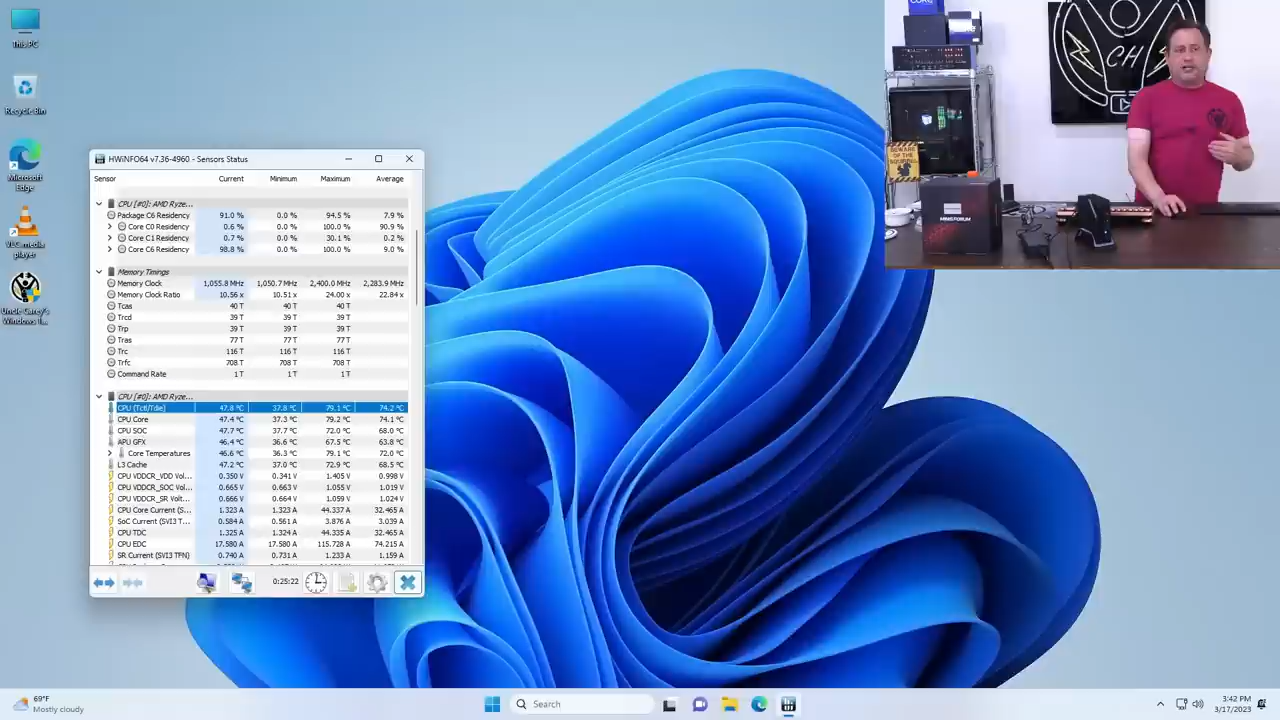 This PC
Recycle Bin
Microsoft Edge
VLC media player
Uncle Carey's Windows T...
HWiNFO64 v7.36-4960 - Sensors Status
Sensor Current Minimum Maximum Average
CPU [#0]: AMD Ryze...
Package C6 Residency 91.0 % 0.0 % 94.5 % 7.9 %
Core C0 Residency 0.6 % 0.0 % 100.0 % 90.9 %
Core C1 Residency 0.7 % 0.0 % 30.1 % 0.2 %
Core C6 Residency 98.8 % 0.0 % 100.0 % 9.0 %
Memory Timings
Memory Clock 1,055.8 MHz 1,050.7 MHz 2,400.0 MHz 2,283.9 MHz
Memory Clock Ratio 10.56 x 10.51 x 24.00 x 22.84 x
Tcas 40 T 40 T 40 T
Trcd 39 T 39 T 39 T
Trp 39 T 39 T 39 T
Tras 77 T 77 T 77 T
Trc 116 T 116 T 116 T
Trfc 708 T 708 T 708 T
Command Rate 1 T 1 T 1 T
CPU [#0]: AMD Ryze...
CPU (Tctl/Tdie) 47.8 °C 37.8 °C 79.1 °C 74.2 °C
CPU Core 47.4 °C 37.3 °C 79.2 °C 74.1 °C
CPU SOC 47.7 °C 37.7 °C 72.0 °C 68.0 °C
APU GFX 46.4 °C 36.6 °C 67.5 °C 63.8 °C
Core Temperatures 46.6 °C 36.3 °C 79.1 °C 72.0 °C
L3 Cache 47.2 °C 37.0 °C 72.9 °C 68.5 °C
CPU VDDCR_VDD Vol... 0.350 V 0.341 V 1.405 V 0.998 V
CPU VDDCR_SOC Vol... 0.665 V 0.663 V 1.055 V 1.019 V
CPU VDDCR_SR Volt... 0.666 V 0.664 V 1.059 V 1.024 V
CPU Core Current (S... 1.323 A 1.323 A 44.337 A 32.465 A
SoC Current (SVI3 T... 0.584 A 0.561 A 3.876 A 3.039 A
CPU TDC 1.325 A 1.324 A 44.335 A 32.465 A
CPU EDC 17.580 A 17.580 A 115.728 A 74.215 A
SR Current (SVI3 TFN) 0.740 A 0.731 A 1.233 A 1.159 A
0:25:22
CORE
CH
BEWARE
OF THE
MINISFORUM
69°F
Mostly cloudy
Search
3:42 PM
3/17/2023